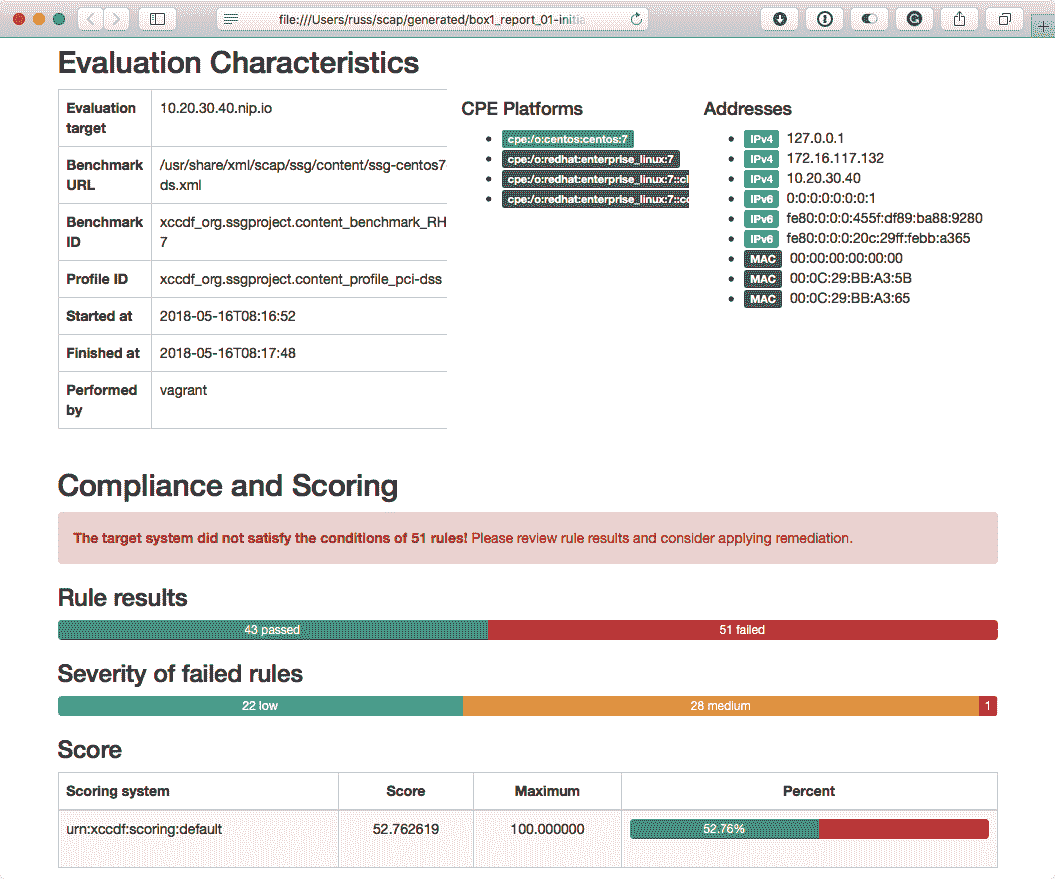 file:///Users/russ/scap/generated/box1_report_01-initia
Evaluation Characteristics
Evaluation
target
10.20.30.40.nip.io
Benchmark
URL
/usr/share/xml/scap/ssg/content/ssg-centos7
ds.xml
Benchmark
ID
xccdf_org.ssgproject.content_benchmark_RH
7
Profile ID
xccdf_org.ssgproject.content_profile_pci-dss
Started at
2018-05-16T08:16:52
Finished at
2018-05-16T08:17:48
Performed
by
vagrant
CPE Platforms
cpe:/o:centos:centos:7
cpe:/o:redhat:enterprise_linux:7
cpe:/o:redhat:enterprise_linux:7::cl
cpe:/o:redhat:enterprise_linux:7::co
Addresses
IPv4 127.0.0.1
IPv4 172.16.117.132
IPv4 10.20.30.40
IPv6 0:0:0:0:0:0:0:1
IPv6 fe80:0:0:0:455f:df89:ba88:9280
IPv6 fe80:0:0:0:20c:29ff:febb:a365
MAC 00:00:00:00:00:00
MAC 00:0C:29:BB:A3:5B
MAC 00:0C:29:BB:A3:65
Compliance and Scoring
The target system did not satisfy the conditions of 51 rules! Please review rule results and consider applying remediation.
Rule results
43 passed 51 failed
Severity of failed rules
22 low 28 medium 1
Score
Scoring system Score Maximum Percent
urn:xccdf:scoring:default 52.762619 100.000000 52.76%